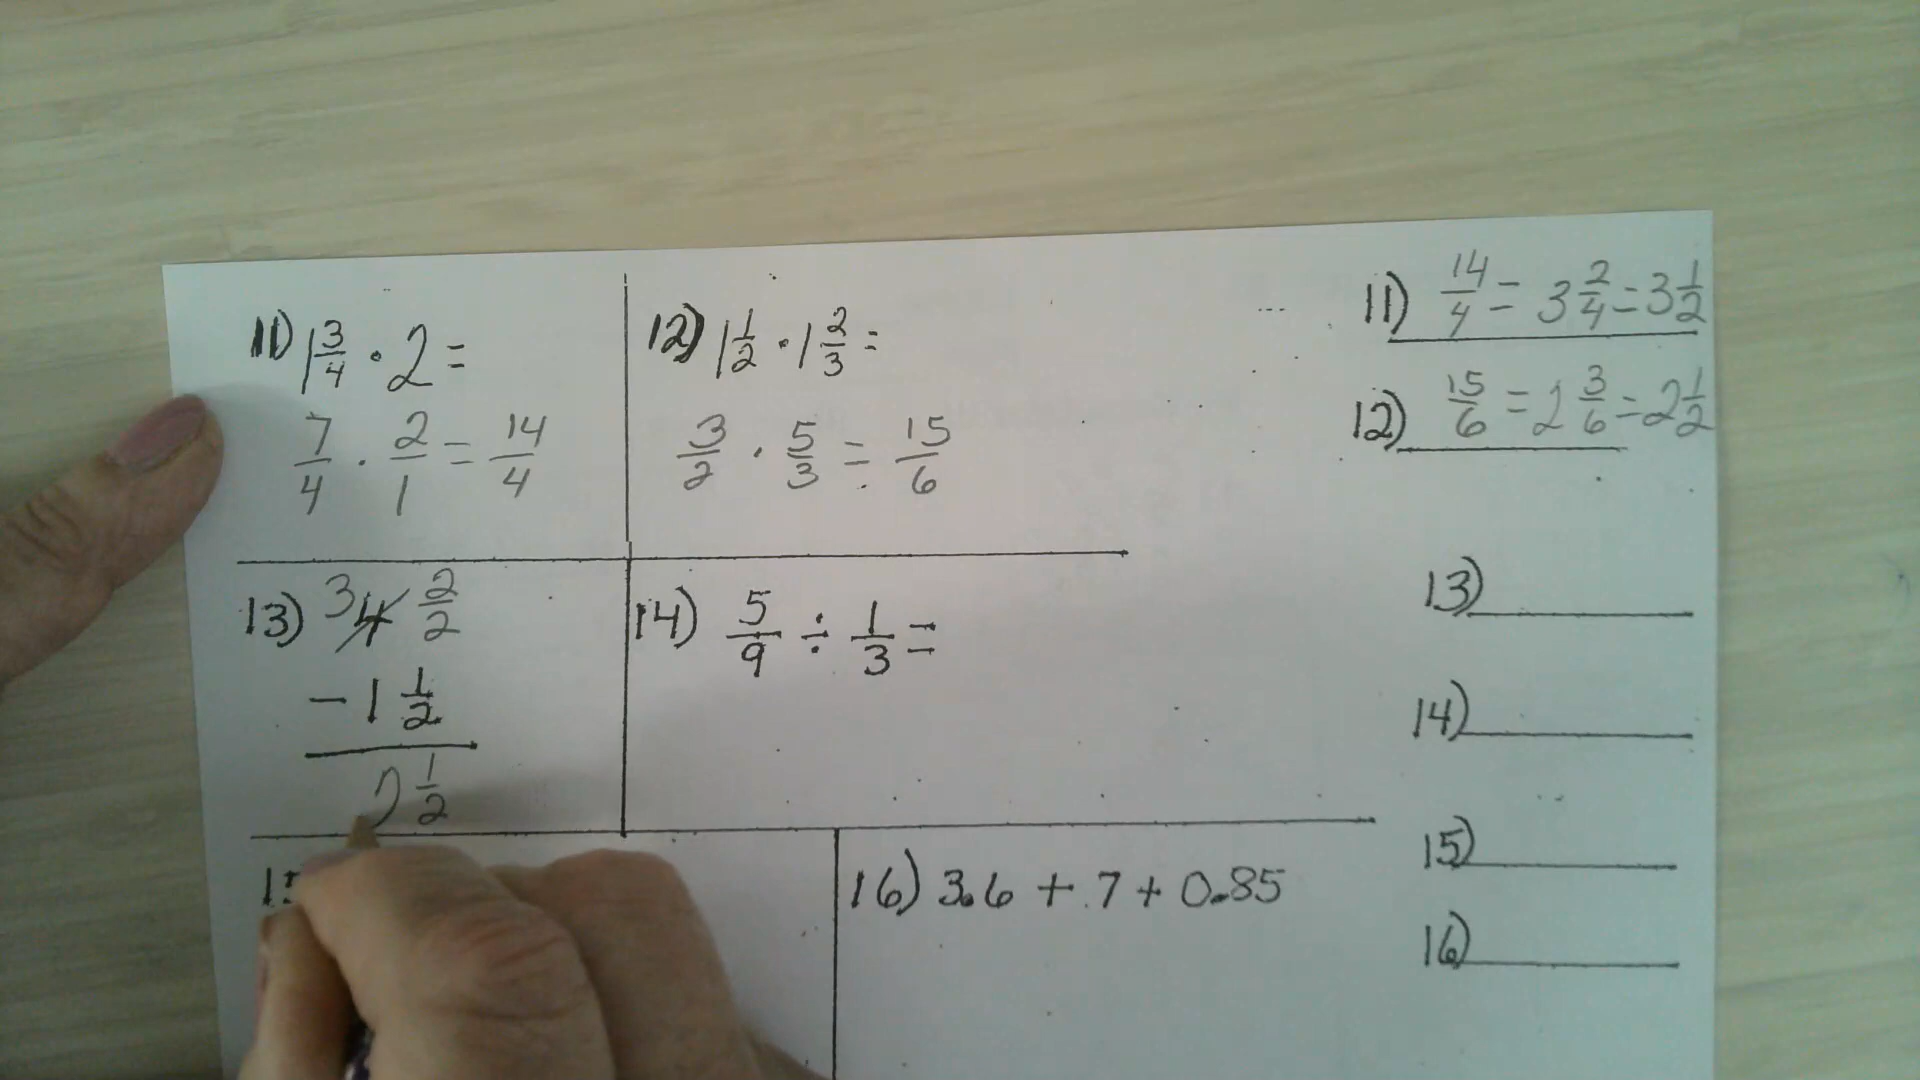 11) 1 3/4 · 2 =
7/4 · 2/1 = 14/4
12) 1 1/2 · 1 2/3 =
3/2 · 5/3 = 15/6
11) 14/4 = 3 2/4 = 3 1/2
12) 15/6 = 2 3/6 = 2 1/2
13) 3 4 2/2
- 1 1/2
2 1/2
14) 5/9 ÷ 1/3 =
16) 3.6 + .7 + 0.85
13)
14)
15)
16)